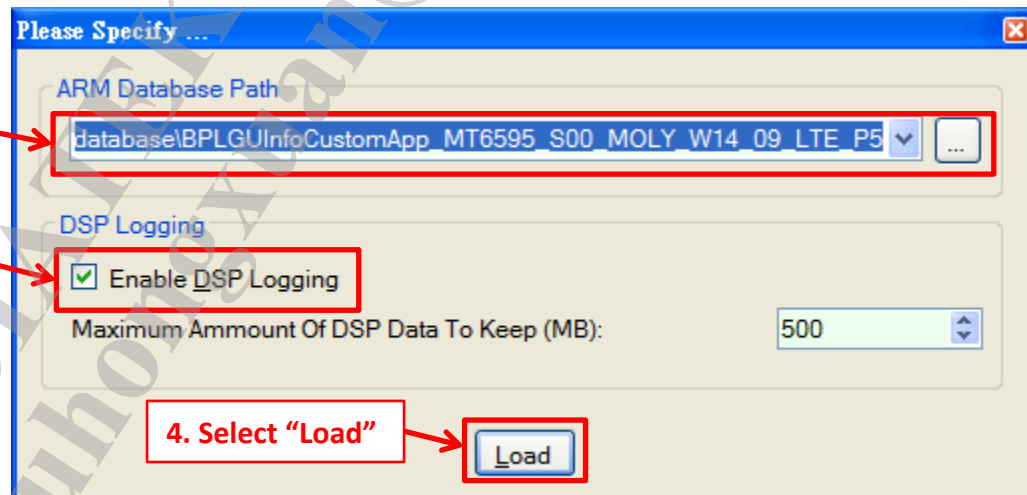 Please Specify ...
ARM Database Path
database\BPLGUInfoCustomApp_MT6595_S00_MOLY_W14_09_LTE_P5
...
DSP Logging
Enable DSP Logging
Maximum Ammount Of DSP Data To Keep (MB):
500
4. Select “Load”
Load